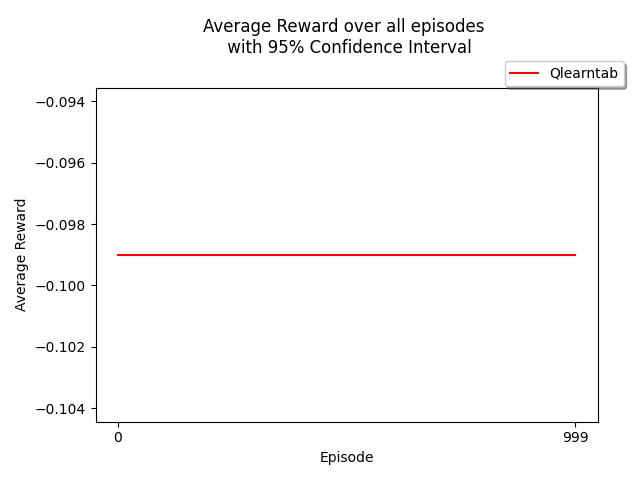 Average Reward over all episodes
with 95% Confidence Interval
Qlearntab
−0.094
−0.096
−0.098
−0.100
−0.102
−0.104
Average Reward
0
999
Episode